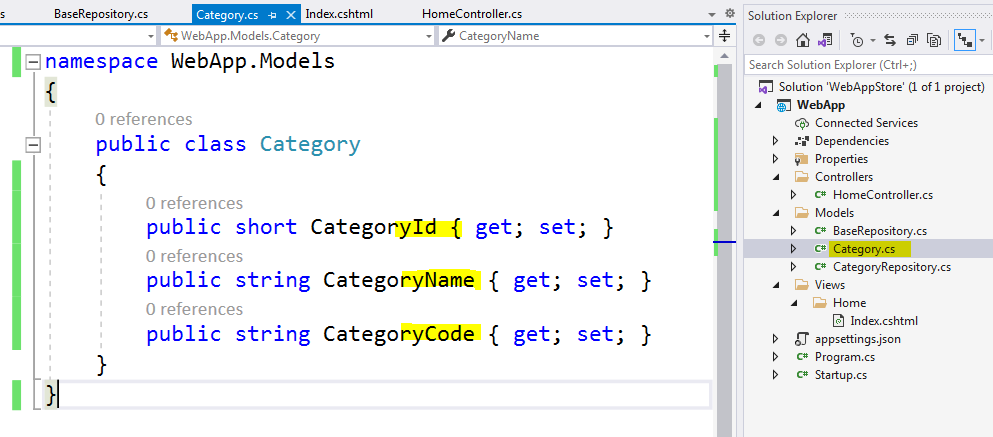 s BaseRepository.cs Category.cs Index.cshtml HomeController.cs
WebApp.Models.Category CategoryName
namespace WebApp.Models
{
0 references
public class Category
{
0 references
public short CategoryId { get; set; }
0 references
public string CategoryName { get; set; }
0 references
public string CategoryCode { get; set; }
}
}
Solution Explorer
Search Solution Explorer (Ctrl+;)
Solution 'WebAppStore' (1 of 1 project)
WebApp
Connected Services
Dependencies
Properties
Controllers
C# HomeController.cs
Models
C# BaseRepository.cs
C# Category.cs
C# CategoryRepository.cs
Views
Home
Index.cshtml
appsettings.json
C# Program.cs
C# Startup.cs